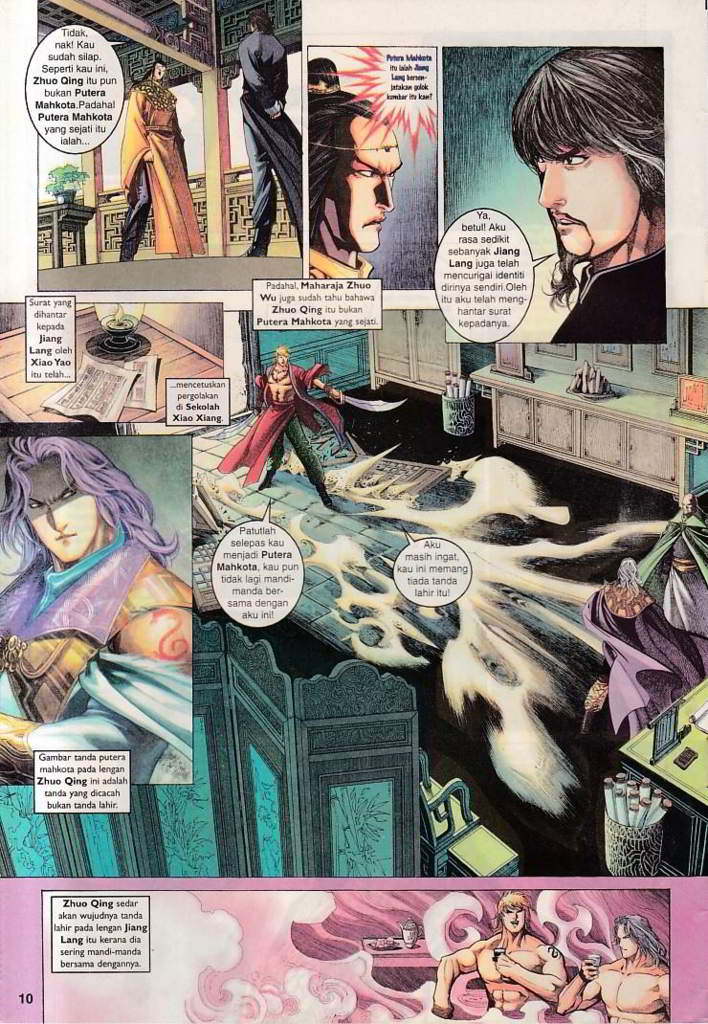 Tidak,
nak! Kau
sudah silap.
Seperti kau ini,
Zhuo Qing itu pun
bukan Putera
Mahkota.Padahal
Putera Mahkota
yang sejati itu
ialah...
Putera Mahkota
itu ialah Jiang
Lang bersen-
jatakan golok
kembar itu kan?
Ya,
betul! Aku
rasa sedikit
sebanyak Jiang
Lang juga telah
mencurigai identiti
dirinya sendiri.Oleh
itu aku telah meng-
hantar surat
kepadanya.
Padahal, Maharaja Zhuo
Wu juga sudah tahu bahawa
Zhuo Qing itu bukan
Putera Mahkota yang sejati.
Surat yang
dihantar
kepada
Jiang
Lang oleh
Xiao Yao
itu telah...
...mencetuskan
pergolakan
di Sekolah
Xiao Xiang.
Patutlah
selepas kau
menjadi Putera
Mahkota, kau pun
tidak lagi mandi-
manda ber-
sama dengan
aku ini!
Aku
masih ingat,
kau ini memang
tiada tanda
lahir itu!
Gambar tanda putera
mahkota pada lengan
Zhuo Qing ini adalah
tanda yang dicacah
bukan tanda lahir.
Zhuo Qing sedar
akan wujudnya tanda
lahir pada lengan Jiang
Lang itu kerana dia
sering mandi-manda
bersama dengannya.
10